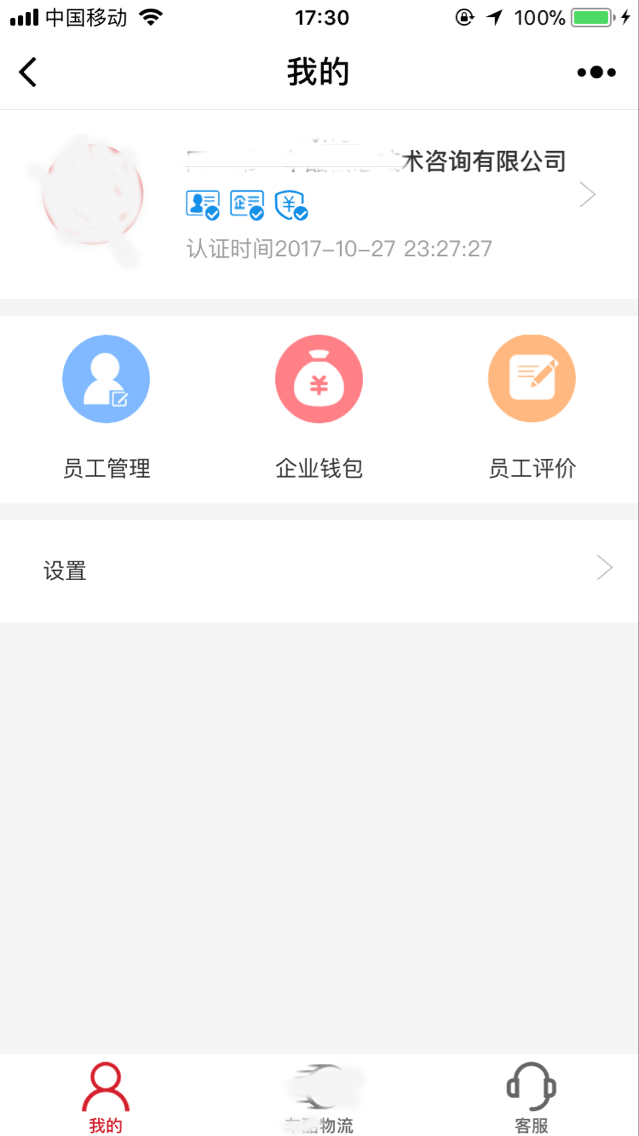 中国移动 17:30 100%
我的
术咨询有限公司
企 ¥
认证时间2017-10-27 23:27:27
¥
员工管理 企业钱包 员工评价
设置
我的 物流 客服